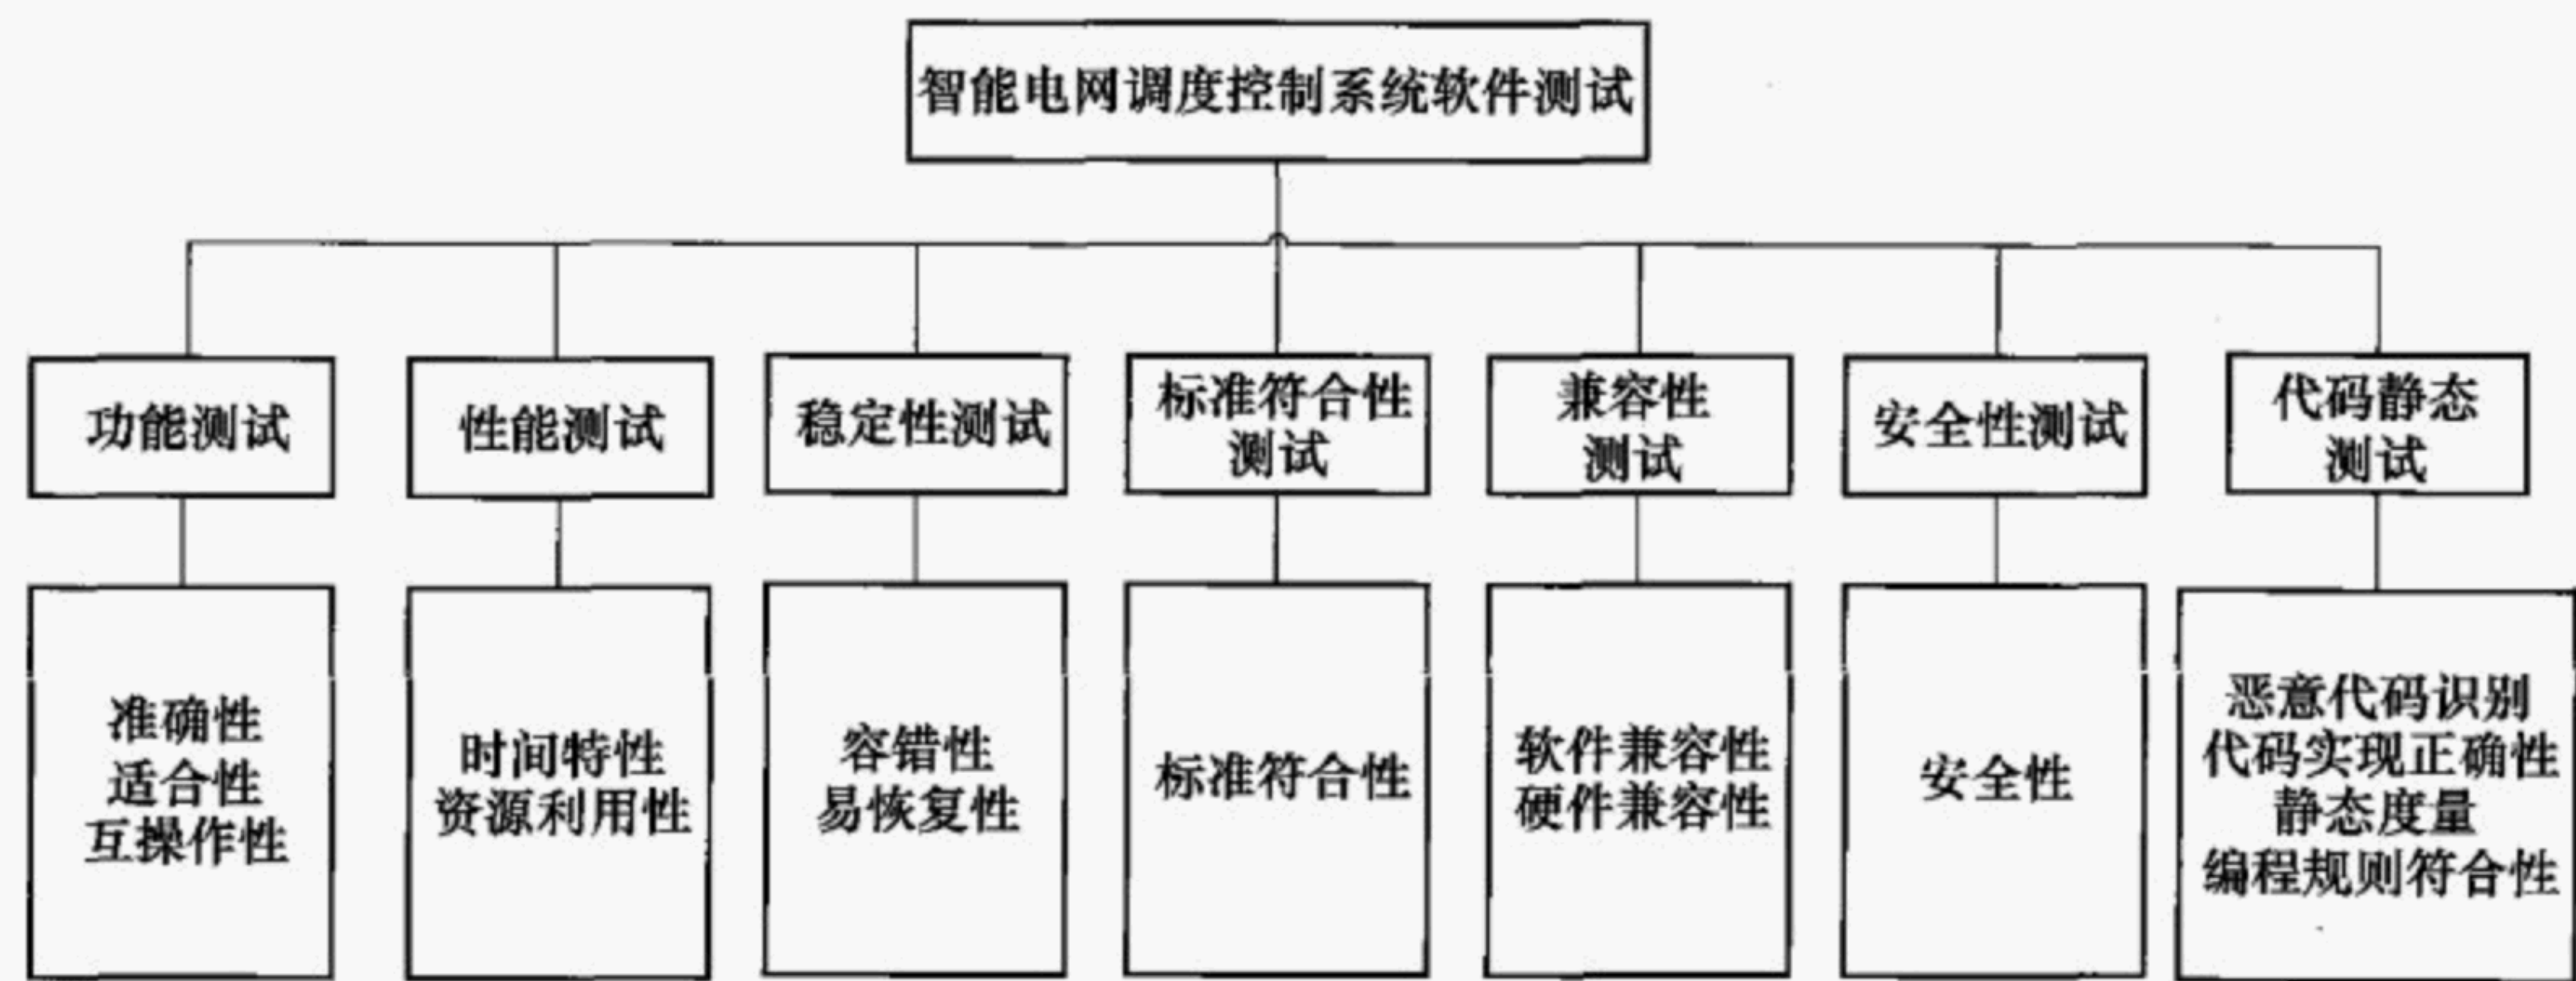 智能电网调度控制系统软件测试
功能测试
性能测试
稳定性测试
标准符合性
测试
兼容性
测试
安全性测试
代码静态
测试
准确性
适合性
互操作性
时间特性
资源利用性
容错性
易恢复性
标准符合性
软件兼容性
硬件兼容性
安全性
恶意代码识别
代码实现正确性
静态度量
编程规则符合性